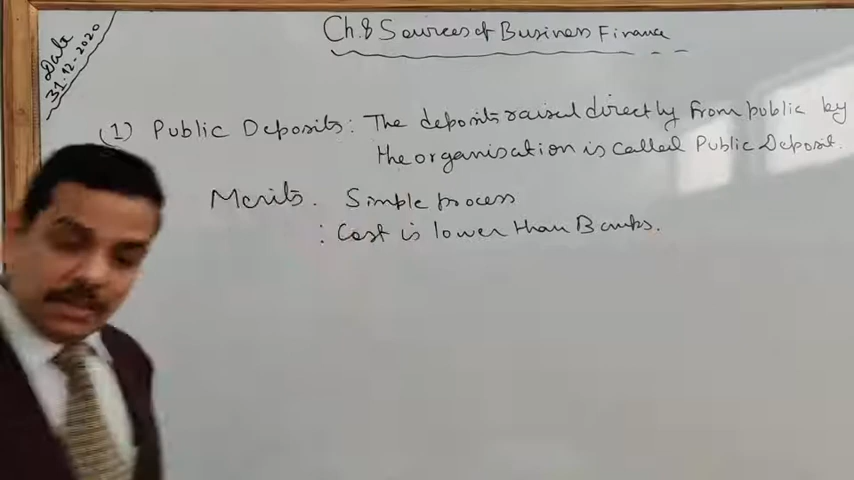 Date
31.12.2020
Ch.8 Sources of Business Finance
(1) Public Deposits: The deposits raised directly from public by
the organisation is called Public Deposit.
Merits. Simple process
: Cost is lower than Banks.